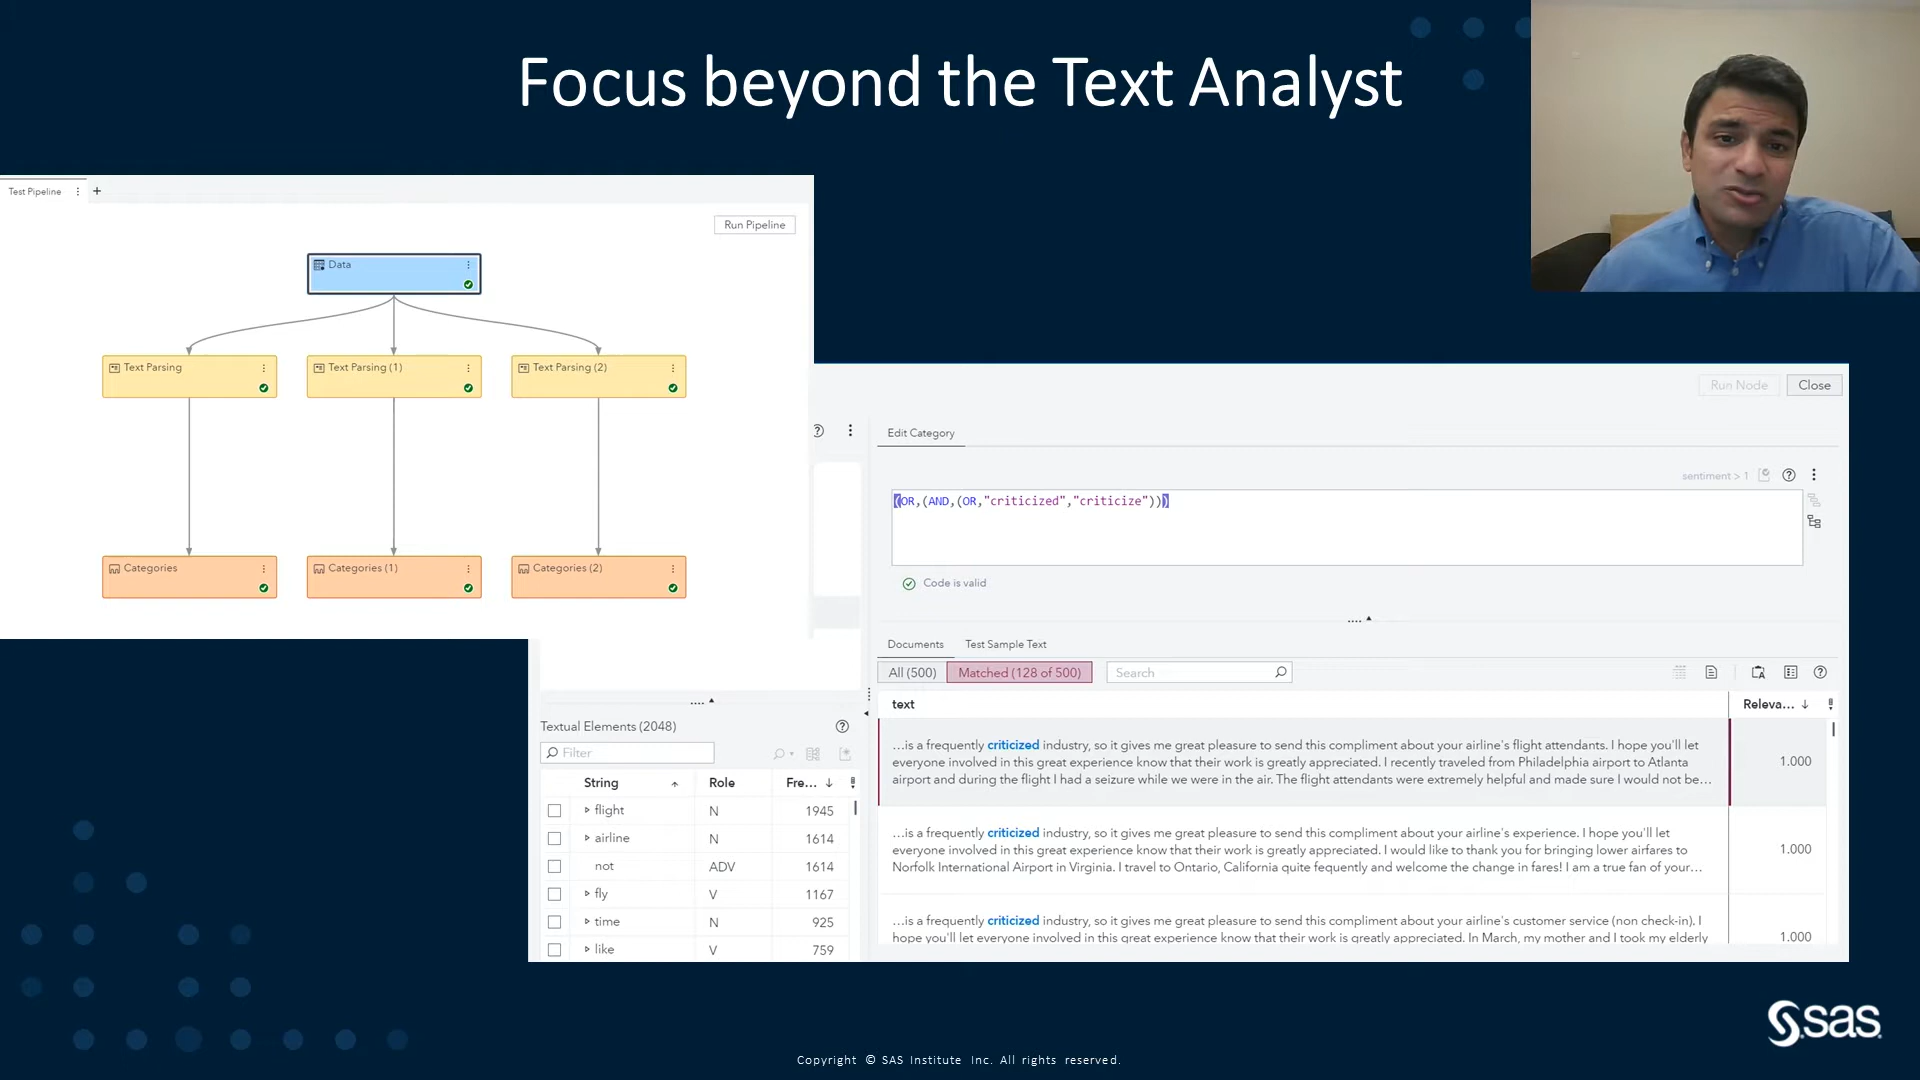 Focus beyond the Text Analyst
Test Pipeline
+
Run Pipeline
Data
Text Parsing
Text Parsing (1)
Text Parsing (2)
Categories
Categories (1)
Categories (2)
Run Node
Close
Edit Category
sentiment > 1
(OR,(AND,(OR,"criticized","criticize")))
Code is valid
Documents
Test Sample Text
All (500)
Matched (128 of 500)
Search
text
Releva...
...is a frequently criticized industry, so it gives me great pleasure to send this compliment about your airline's flight attendants. I hope you'll let
everyone involved in this great experience know that their work is greatly appreciated. I recently traveled from Philadelphia airport to Atlanta
airport and during the flight I had a seizure while we were in the air. The flight attendants were extremely helpful and made sure I would not be...
1.000
...is a frequently criticized industry, so it gives me great pleasure to send this compliment about your airline's experience. I hope you'll let
everyone involved in this great experience know that their work is greatly appreciated. I would like to thank you for bringing lower airfares to
Norfolk International Airport in Virginia. I travel to Ontario, California quite fequently and welcome the change in fares! I am a true fan of your...
1.000
...is a frequently criticized industry, so it gives me great pleasure to send this compliment about your airline's customer service (non check-in). I
hope you'll let everyone involved in this great experience know that their work is greatly appreciated. In March, my mother and I took my elderly
1.000
Textual Elements (2048)
Filter
String Role Fre...
flight N 1945
airline N 1614
not ADV 1614
fly V 1167
time N 925
like V 759
sas
Copyright © SAS Institute Inc. All rights reserved.